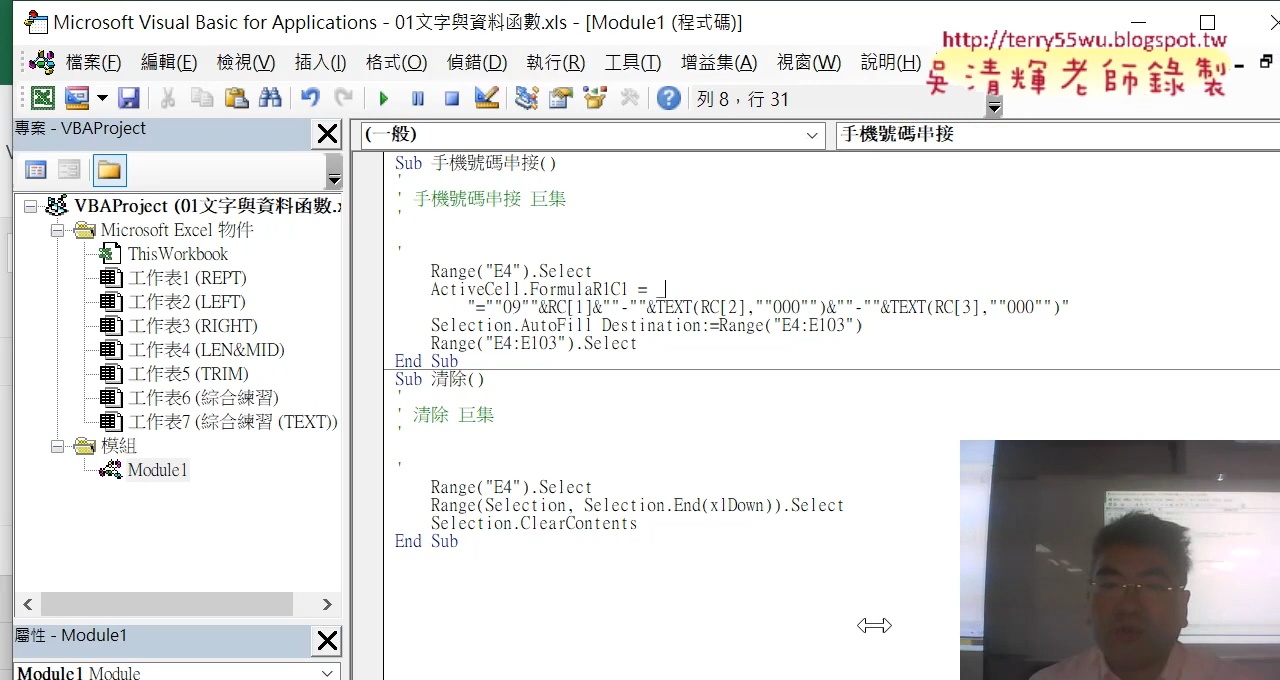 Microsoft Visual Basic for Applications - 01文字與資料函數.xls - [Module1 (程式碼)]
http://terry55wu.blogspot.tw
吳清輝老師錄製
檔案(F) 編輯(E) 檢視(V) 插入(I) 格式(O) 偵錯(D) 執行(R) 工具(T) 增益集(A) 視窗(W) 說明(H)
列 8，行 31
專案 - VBAProject
(一般)
手機號碼串接
VBAProject (01文字與資料函數.x
Microsoft Excel 物件
ThisWorkbook
工作表1 (REPT)
工作表2 (LEFT)
工作表3 (RIGHT)
工作表4 (LEN&MID)
工作表5 (TRIM)
工作表6 (綜合練習)
工作表7 (綜合練習 (TEXT))
模組
Module1
屬性 - Module1
Module1 Module
Sub 手機號碼串接()
'
' 手機號碼串接 巨集
'
'
Range("E4").Select
ActiveCell.FormulaR1C1 = _
"=""09""&RC[1]&""-""&TEXT(RC[2],""000"")&""-""&TEXT(RC[3],""000"")"
Selection.AutoFill Destination:=Range("E4:E103")
Range("E4:E103").Select
End Sub
Sub 清除()
'
' 清除 巨集
'
'
Range("E4").Select
Range(Selection, Selection.End(xlDown)).Select
Selection.ClearContents
End Sub